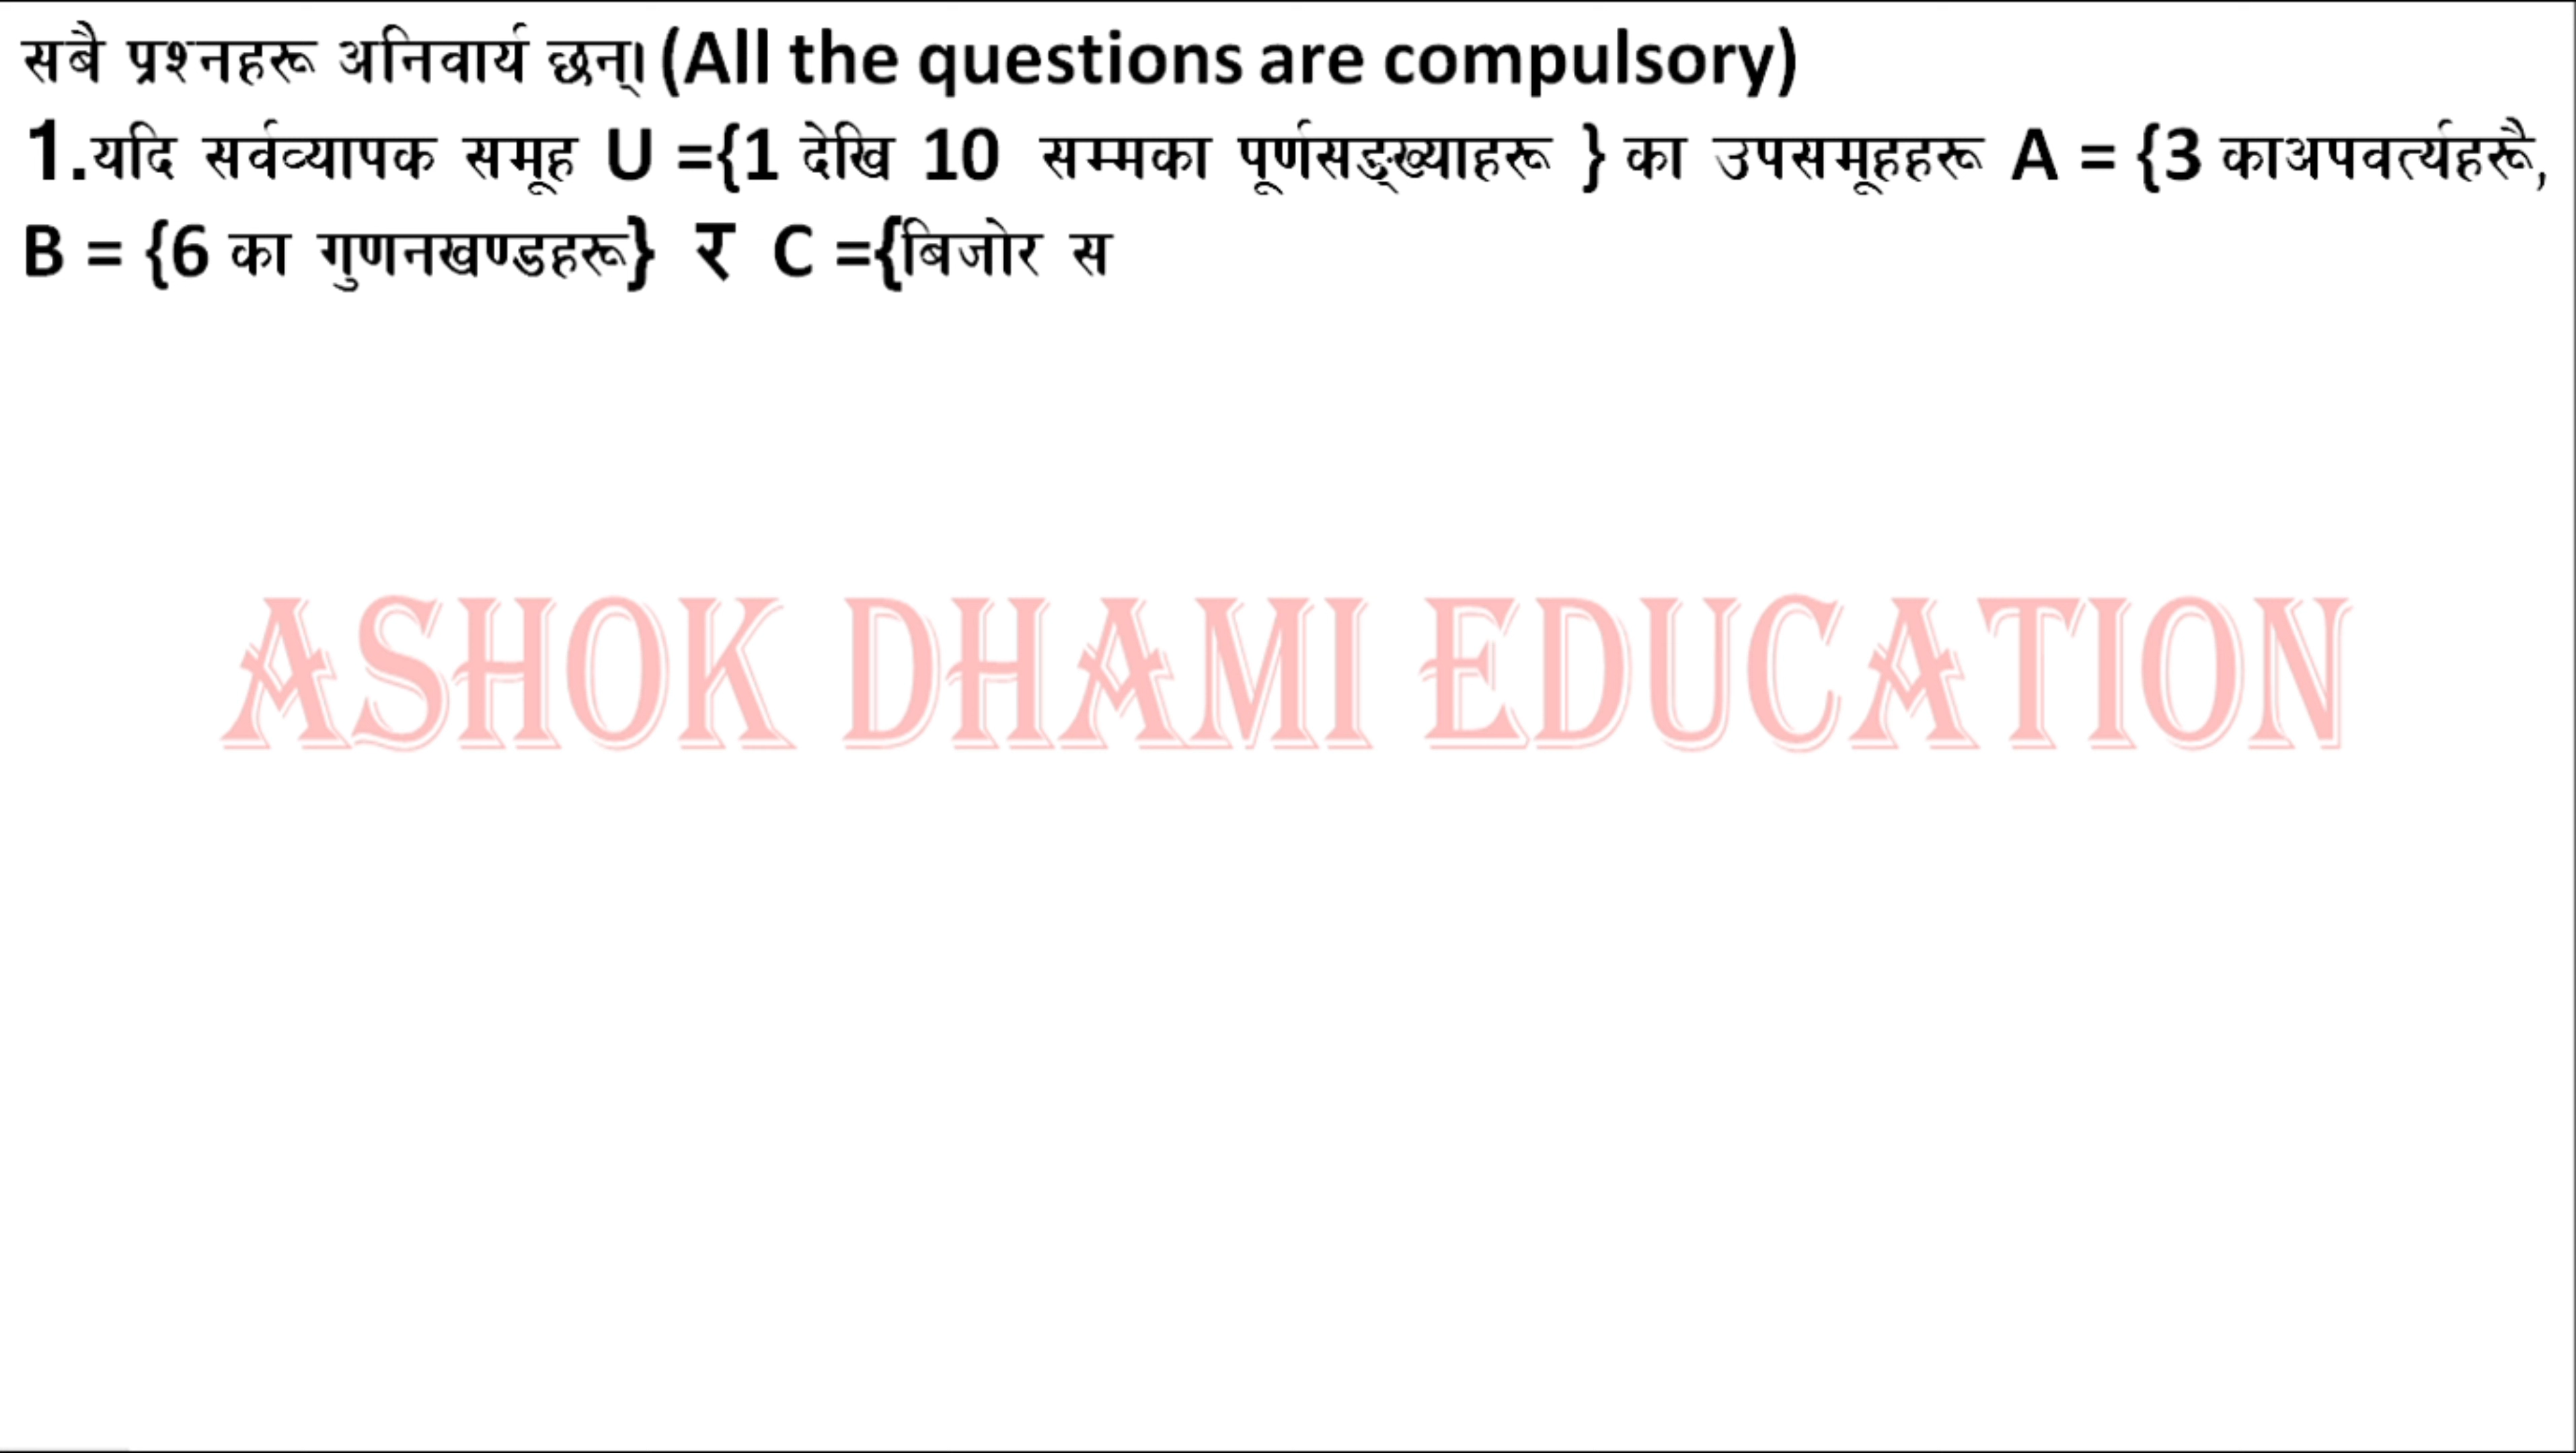 सबै प्रश्नहरू अनिवार्य छन्। (All the questions are compulsory)
1.यदि सर्वव्यापक समूह U ={1 देखि 10 सम्मका पूर्णसङ्ख्याहरू } का उपसमूहहरू A = {3 काअपवर्त्यहरूै,
B = {6 का गुणनखण्डहरू} र C ={बिजोर स
ASHOK DHAMI EDUCATION